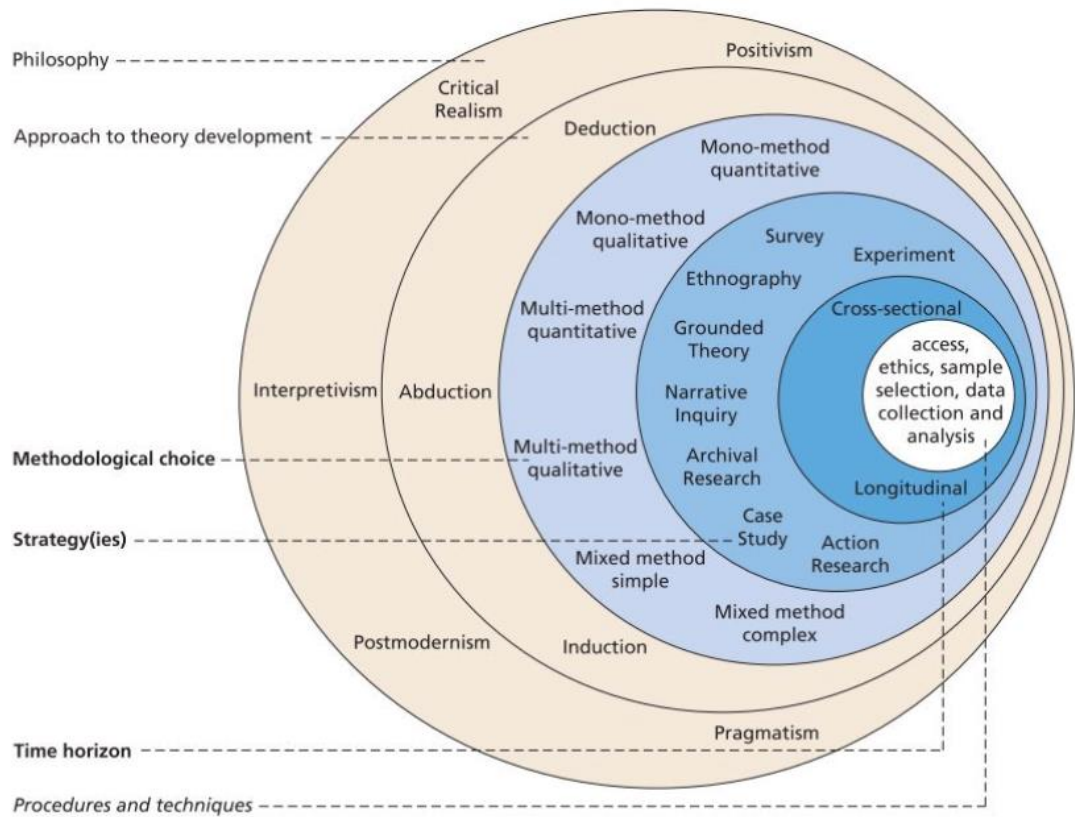 Philosophy
Positivism
Critical
Realism
Approach to theory development
Deduction
Mono-method
quantitative
Mono-method
qualitative
Survey
Experiment
Ethnography
Multi-method
quantitative
Cross-sectional
Grounded
Theory
access,
ethics, sample
selection, data
collection and
analysis
Interpretivism
Abduction
Narrative
Inquiry
Methodological choice
Multi-method
qualitative
Archival
Research
Longitudinal
Strategy(ies)
Case
Study
Action
Research
Mixed method
simple
Mixed method
complex
Postmodernism
Induction
Pragmatism
Time horizon
Procedures and techniques